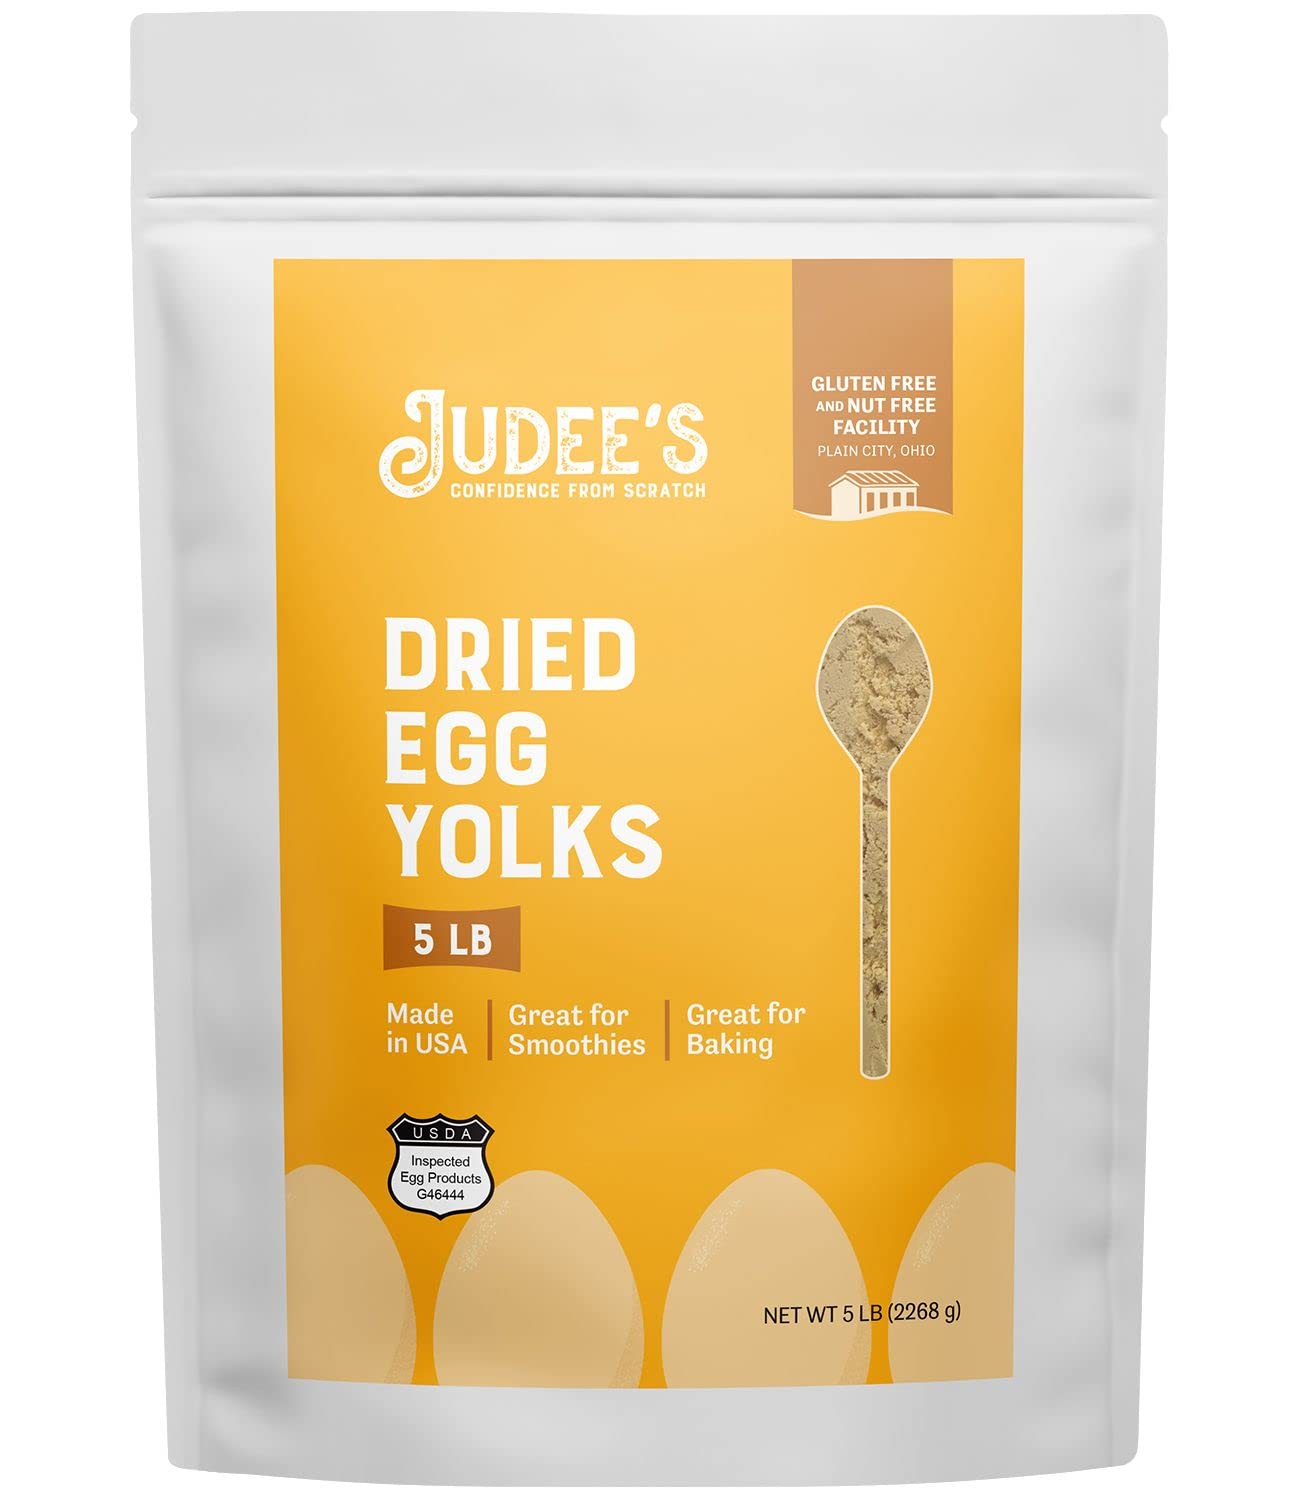 JUDEE'S
CONFIDENCE FROM SCRATCH
GLUTEN FREE
AND NUT FREE
FACILITY
PLAIN CITY, OHIO
DRIED
EGG
YOLKS
5 LB
Made
in USA
Great for
Smoothies
Great for
Baking
USDA
Inspected
Egg Products
G46444
NET WT 5 LB (2268 g)